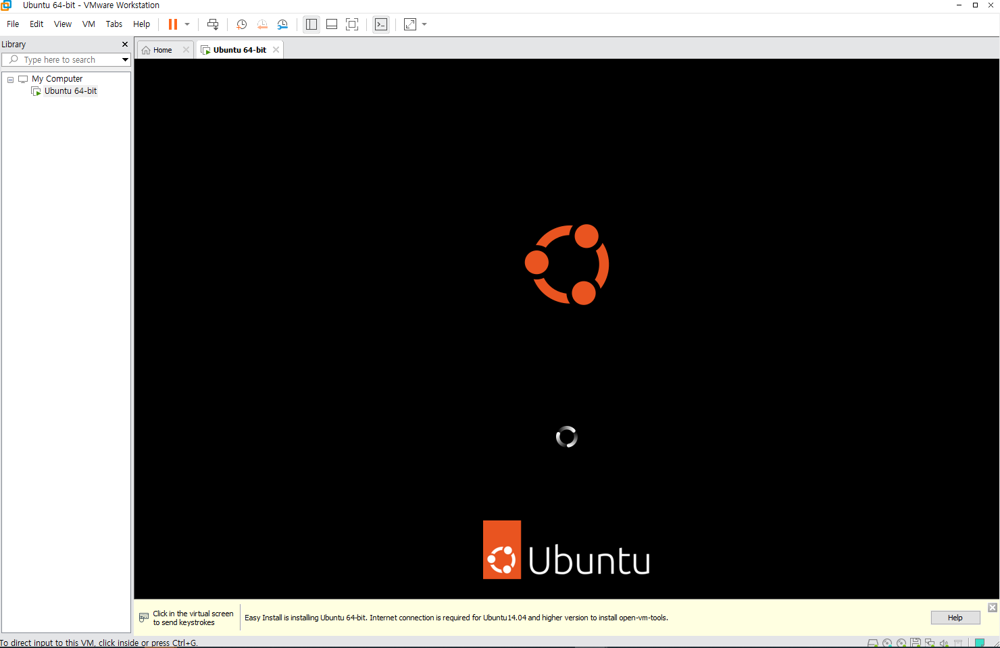 Ubuntu 64-bit - VMware Workstation
File Edit View VM Tabs Help
Library
Type here to search
My Computer
Ubuntu 64-bit
Home
Ubuntu 64-bit
Ubuntu
Click in the virtual screen
to send keystrokes
Easy Install is installing Ubuntu 64-bit. Internet connection is required for Ubuntu14.04 and higher version to install open-vm-tools.
Help
To direct input to this VM, click inside or press Ctrl+G.